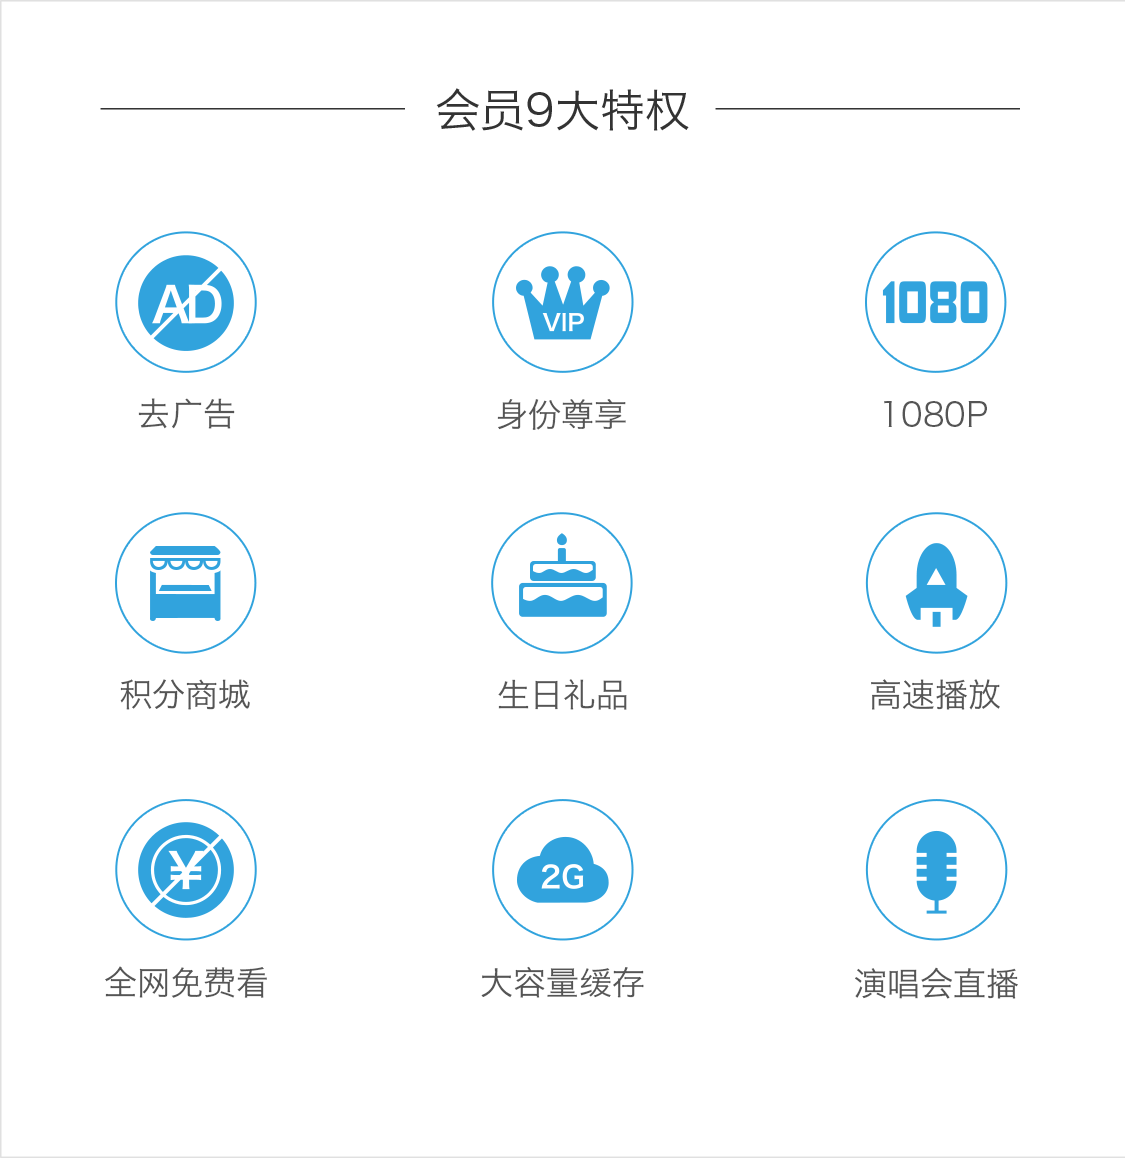 会员9大特权
AD
VIP
1080
去广告
身份尊享
1080P
积分商城
生日礼品
高速播放
¥
2G
全网免费看
大容量缓存
演唱会直播